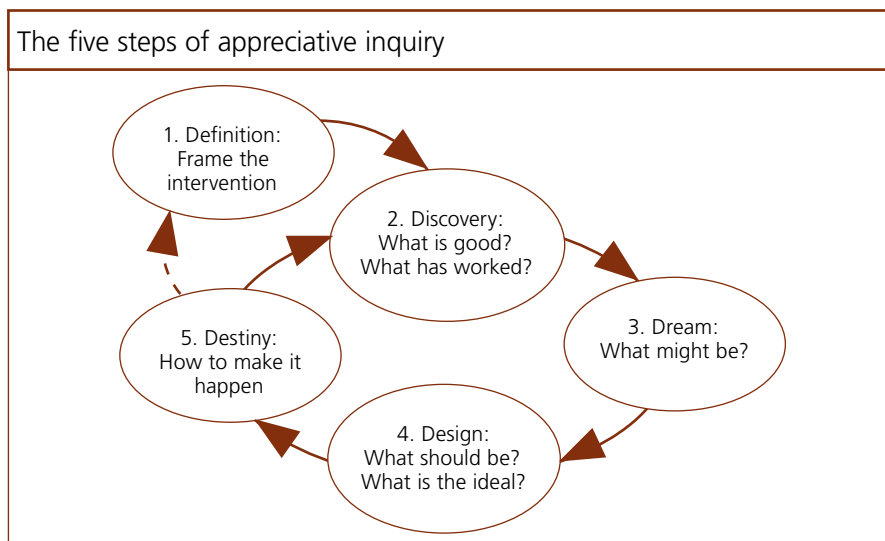 The five steps of appreciative inquiry
1. Definition:
Frame the
intervention
2. Discovery:
What is good?
What has worked?
3. Dream:
What might be?
4. Design:
What should be?
What is the ideal?
5. Destiny:
How to make it
happen